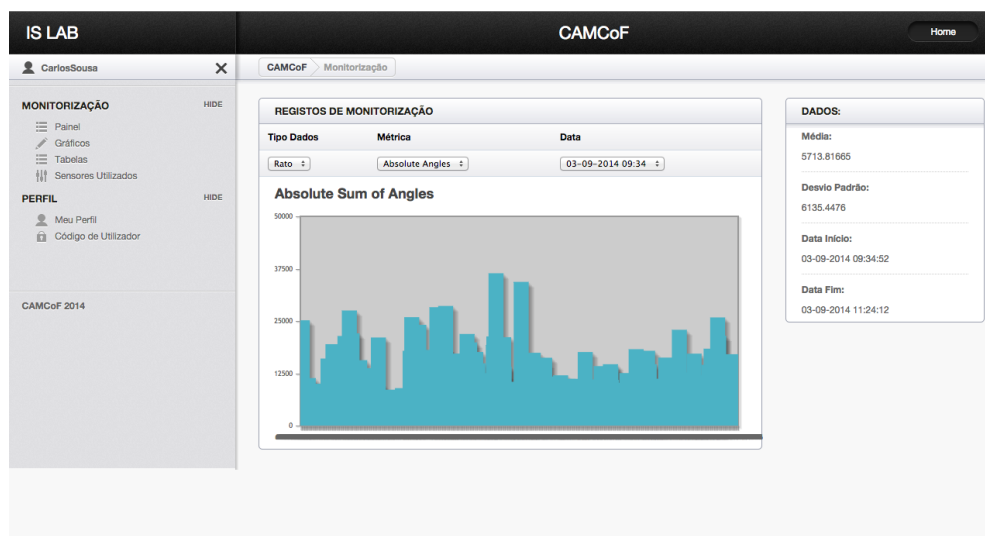 IS LAB
CAMCoF
Home
CarlosSousa
CAMCoF
Monitorização
MONITORIZAÇÃO
HIDE
Painel
Gráficos
Tabelas
Sensores Utilizados
PERFIL
HIDE
Meu Perfil
Código de Utilizador
CAMCoF 2014
REGISTOS DE MONITORIZAÇÃO
Tipo Dados
Métrica
Data
Rato
Absolute Angles
03-09-2014 09:34
Absolute Sum of Angles
50000
37500
25000
12500
0
DADOS:
Média:
5713.81665
Desvio Padrão:
6135.4476
Data Início:
03-09-2014 09:34:52
Data Fim:
03-09-2014 11:24:12